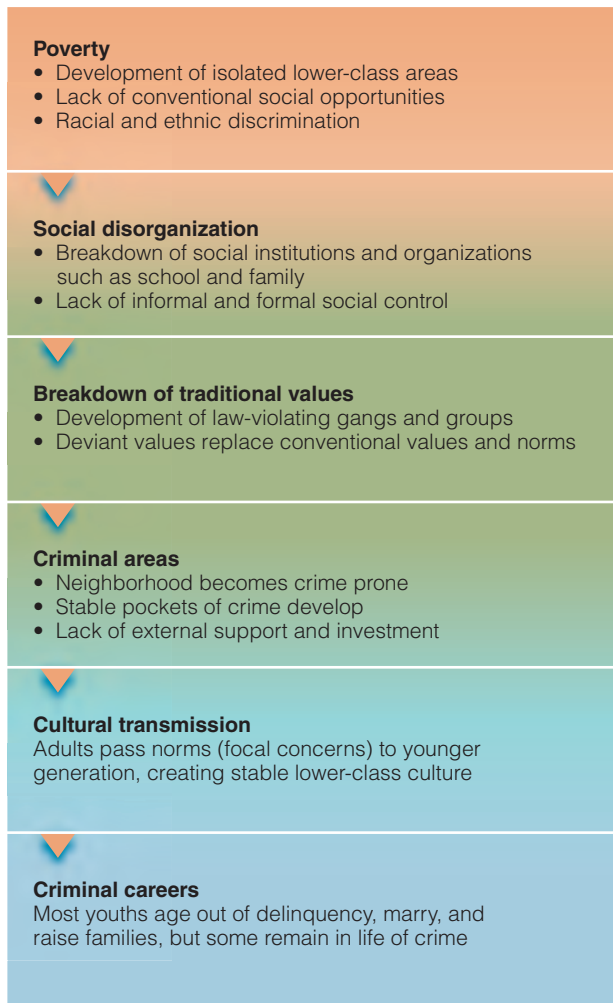 Poverty
• Development of isolated lower-class areas
• Lack of conventional social opportunities
• Racial and ethnic discrimination
Social disorganization
• Breakdown of social institutions and organizations
such as school and family
• Lack of informal and formal social control
Breakdown of traditional values
• Development of law-violating gangs and groups
• Deviant values replace conventional values and norms
Criminal areas
• Neighborhood becomes crime prone
• Stable pockets of crime develop
• Lack of external support and investment
Cultural transmission
Adults pass norms (focal concerns) to younger
generation, creating stable lower-class culture
Criminal careers
Most youths age out of delinquency, marry, and
raise families, but some remain in life of crime